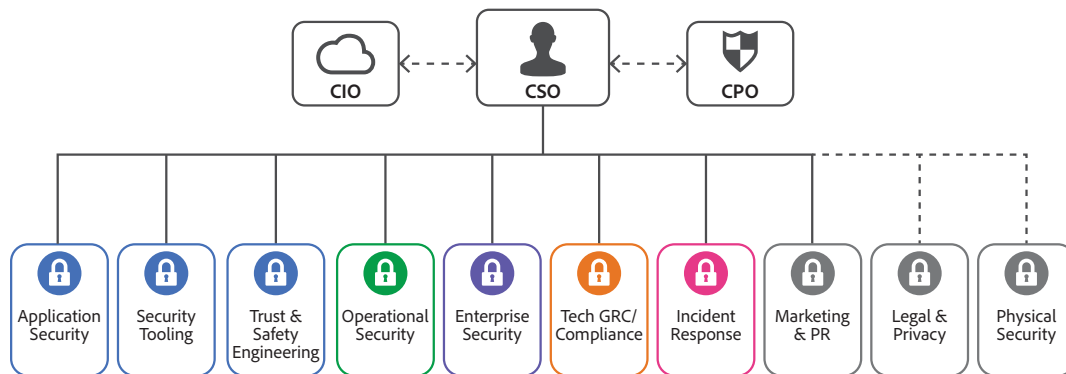 CIO
CSO
CPO
Application
Security
Security
Tooling
Trust &
Safety
Engineering
Operational
Security
Enterprise
Security
Tech GRC/
Compliance
Incident
Response
Marketing
& PR
Legal &
Privacy
Physical
Security